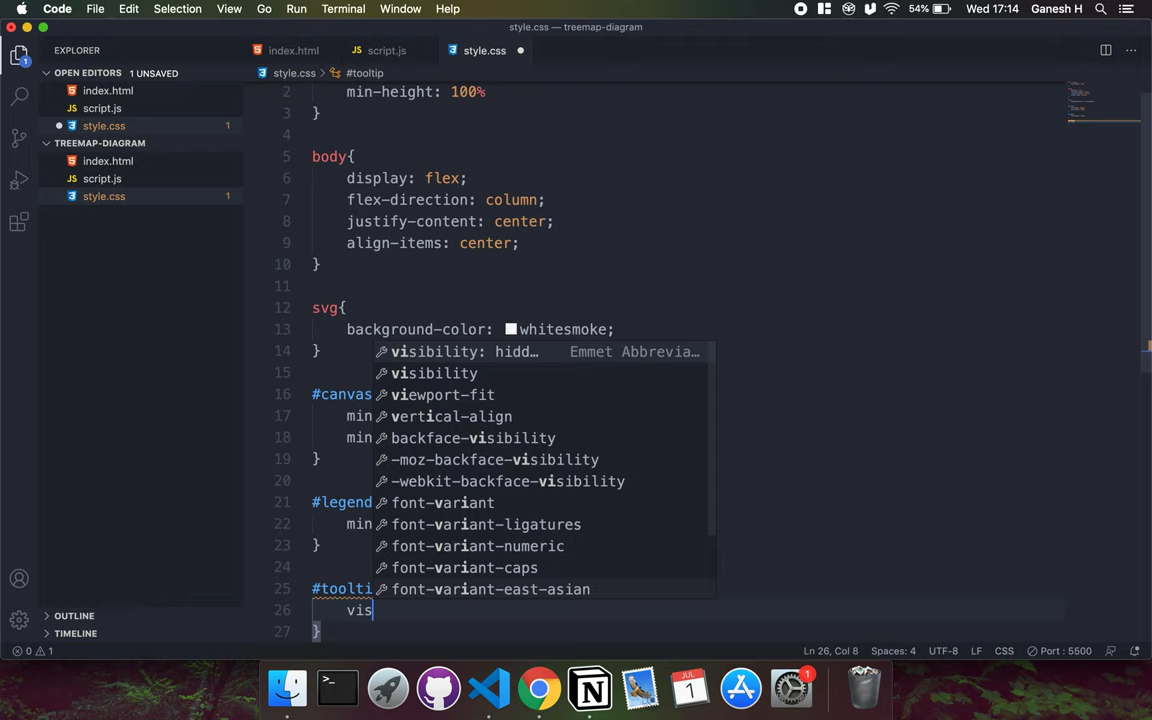 Code File Edit Selection View Go Run Terminal Window Help 54% Wed 17:14 Ganesh H
style.css — treemap-diagram
EXPLORER index.html JS script.js style.css
OPEN EDITORS 1 UNSAVED style.css > #tooltip
index.html
JS script.js
style.css 1
TREEMAP-DIAGRAM
index.html
JS script.js
style.css 1
2 min-height: 100%
3 }
4
5 body{
6 display: flex;
7 flex-direction: column;
8 justify-content: center;
9 align-items: center;
10 }
11
12 svg{
13 background-color: whitesmoke;
14 }
15
16 #canvas
17 min
18 min
19 }
20
21 #legend
22 min
23 }
24
25 #toolti
26 vis
27 }
visibility: hidd… Emmet Abbrevia…
visibility
viewport-fit
vertical-align
backface-visibility
-moz-backface-visibility
-webkit-backface-visibility
font-variant
font-variant-ligatures
font-variant-numeric
font-variant-caps
font-variant-east-asian
OUTLINE
TIMELINE
0 1 Ln 26, Col 8 Spaces: 4 UTF-8 LF CSS Port : 5500
1
>_
JUL
1
1